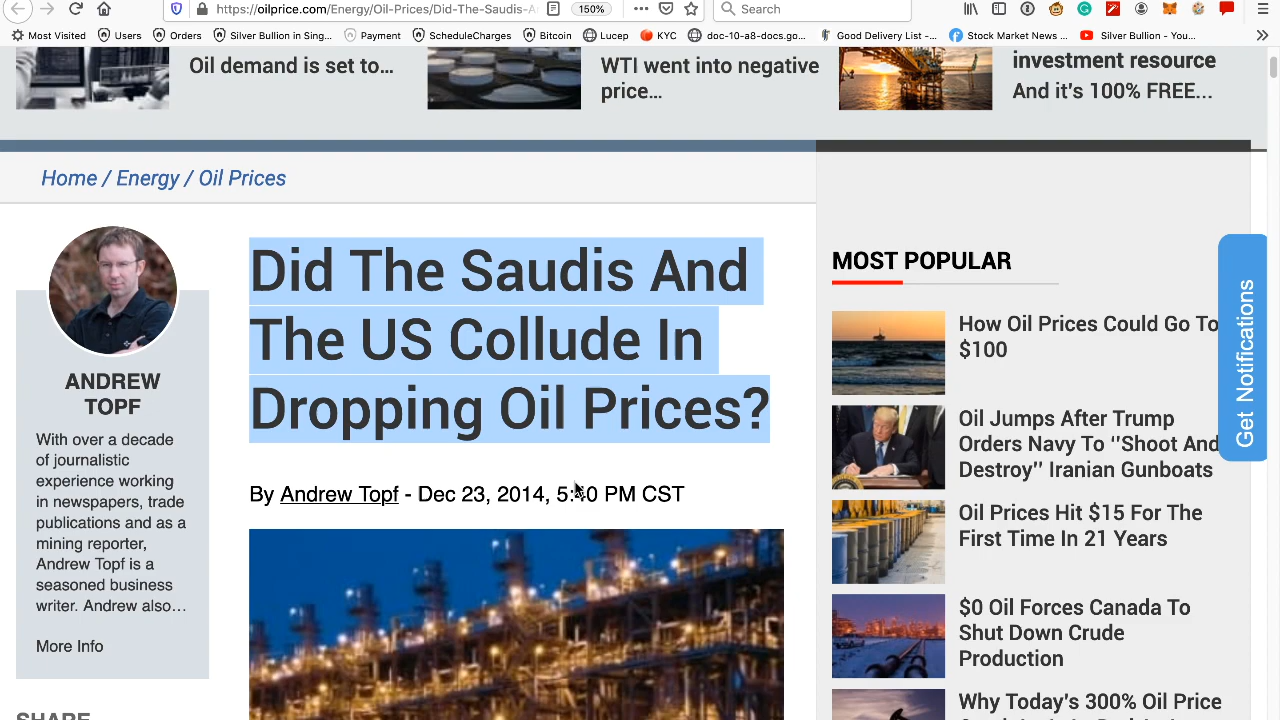 https://oilprice.com/Energy/Oil-Prices/Did-The-Saudis-A
150%
Search
Most Visited
Users
Orders
Silver Bullion in Sing...
Payment
ScheduleCharges
Bitcoin
Lucep
KYC
doc-10-a8-docs.go...
Good Delivery List -...
Stock Market News ...
Silver Bullion - You...
Oil demand is set to...
WTI went into negative
price...
investment resource
And it's 100% FREE...
Home / Energy / Oil Prices
ANDREW
TOPF
With over a decade
of journalistic
experience working
in newspapers, trade
publications and as a
mining reporter,
Andrew Topf is a
seasoned business
writer. Andrew also...
More Info
SHARE
Did The Saudis And
The US Collude In
Dropping Oil Prices?
By Andrew Topf - Dec 23, 2014, PM CST
MOST POPULAR
How Oil Prices Could Go To
$100
Oil Jumps After Trump
Orders Navy To ''Shoot And
Destroy'' Iranian Gunboats
Oil Prices Hit $15 For The
First Time In 21 Years
$0 Oil Forces Canada To
Shut Down Crude
Production
Why Today's 300% Oil Price
Get Notifications